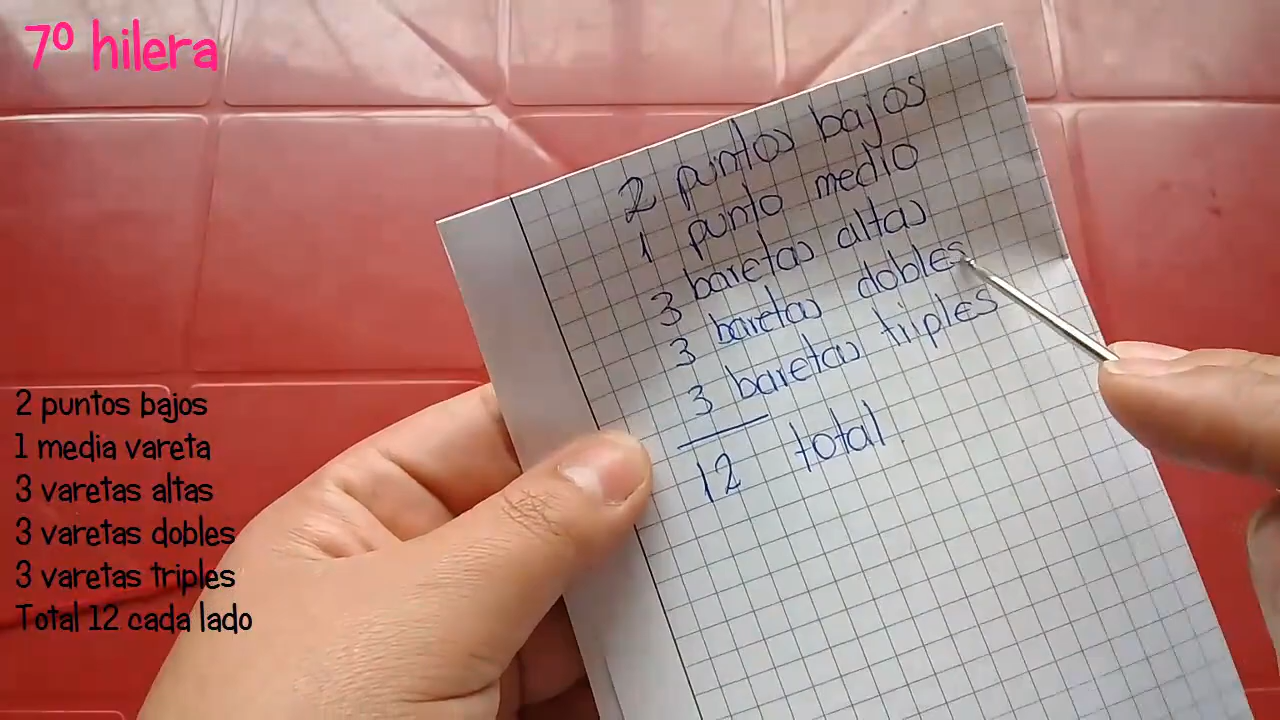 7º hilera
2 puntos bajos
1 punto medio
3 baretas altas
3 baretas dobles
3 baretas triples
12 total
2 puntos bajos
1 media vareta
3 varetas altas
3 varetas dobles
3 varetas triples
Total 12 cada lado